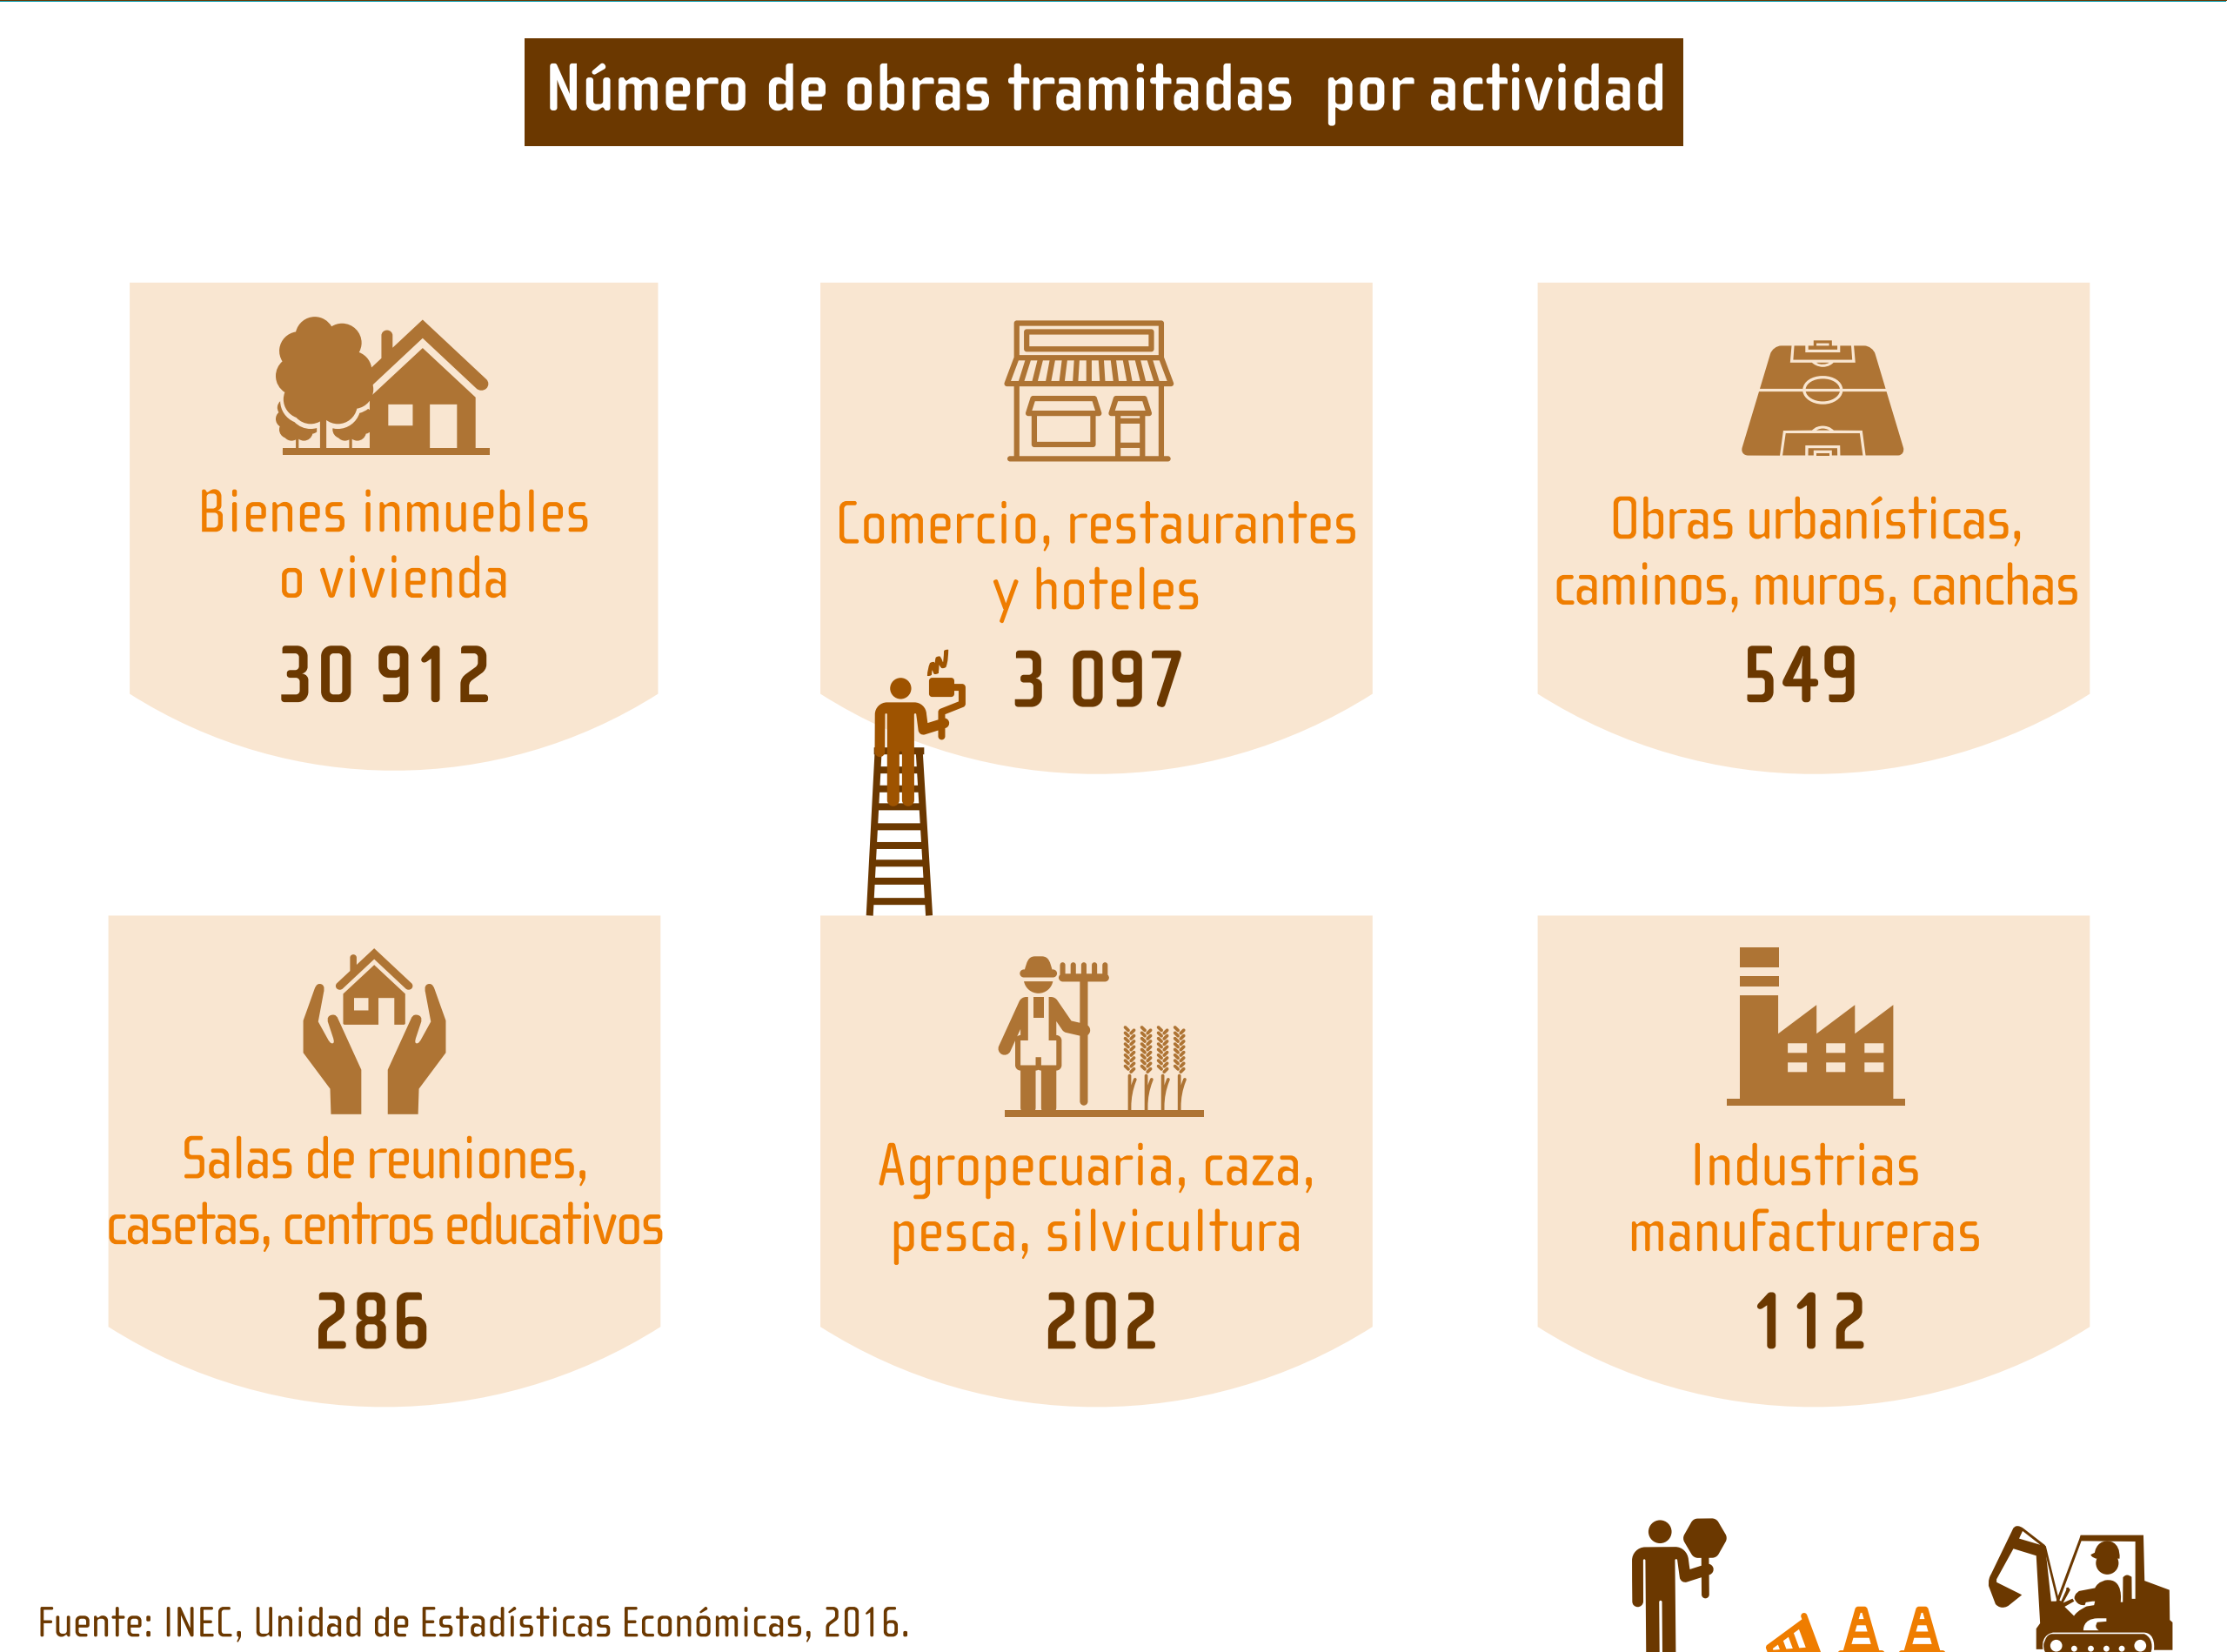 Número de obras tramitadas por actividad
Bienes inmuebles
o vivienda
30 912
Comercio, restaurantes
y hoteles
3 097
Obras urbanísticas,
caminos, muros, canchas
549
Salas de reuniones,
casetas, centros educativos
286
Agropecuaria, caza,
pesca, silvicultura
202
Industrias
manufactureras
112
Fuente: INEC, Unidad de Estadísticas Económicas, 2016.